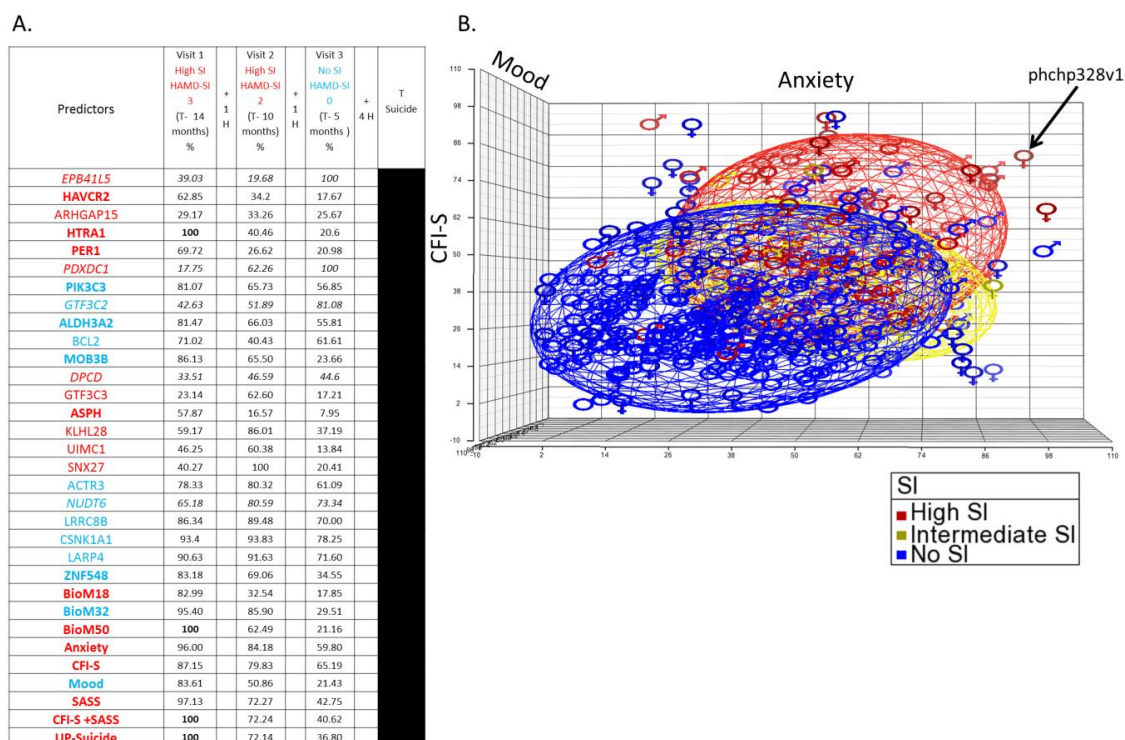 A.
Predictors
Visit 1
High SI
HAMD-SI
3
(T- 14
months)
%
+
1
H
Visit 2
High SI
HAMD-SI
2
(T- 10
months)
%
+
1
H
Visit 3
No SI
HAMD-SI
0
(T- 5
months )
%
+
4 H
T
Suicide
EPB41L5 39.03 19.68 100
HAVCR2 62.85 34.2 17.67
ARHGAP15 29.17 33.26 25.67
HTRA1 100 40.46 20.6
PER1 69.72 26.62 20.98
PDXDC1 17.75 62.26 100
PIK3C3 81.07 65.73 56.85
GTF3C2 42.63 51.89 81.08
ALDH3A2 81.47 66.03 55.81
BCL2 71.02 40.43 61.61
MOB3B 86.13 65.50 23.66
DPCD 33.51 46.59 44.6
GTF3C3 23.14 62.60 17.21
ASPH 57.87 16.57 7.95
KLHL28 59.17 86.01 37.19
UIMC1 46.25 60.38 13.84
SNX27 40.27 100 20.41
ACTR3 78.33 80.32 61.09
NUDT6 65.18 80.59 73.34
LRRC8B 86.34 89.48 70.00
CSNK1A1 93.4 93.83 78.25
LARP4 90.63 91.63 71.60
ZNF548 83.18 69.06 34.55
BioM18 82.99 32.54 17.85
BioM32 95.40 85.90 29.51
BioM50 100 62.49 21.16
Anxiety 96.00 84.18 59.80
CFI-S 87.15 79.83 65.19
Mood 83.61 50.86 21.43
SASS 97.13 72.27 42.75
CFI-S +SASS 100 72.24 40.62
UP-Suicide 100 72.14 36.80
B.
Mood
Anxiety
phchp328v1
CFI-S
110
98
86
74
62
50
38
26
14
2
-10
110 -10 2 14 26 38 50 62 74 86 98 110
SI
High SI
Intermediate SI
No SI